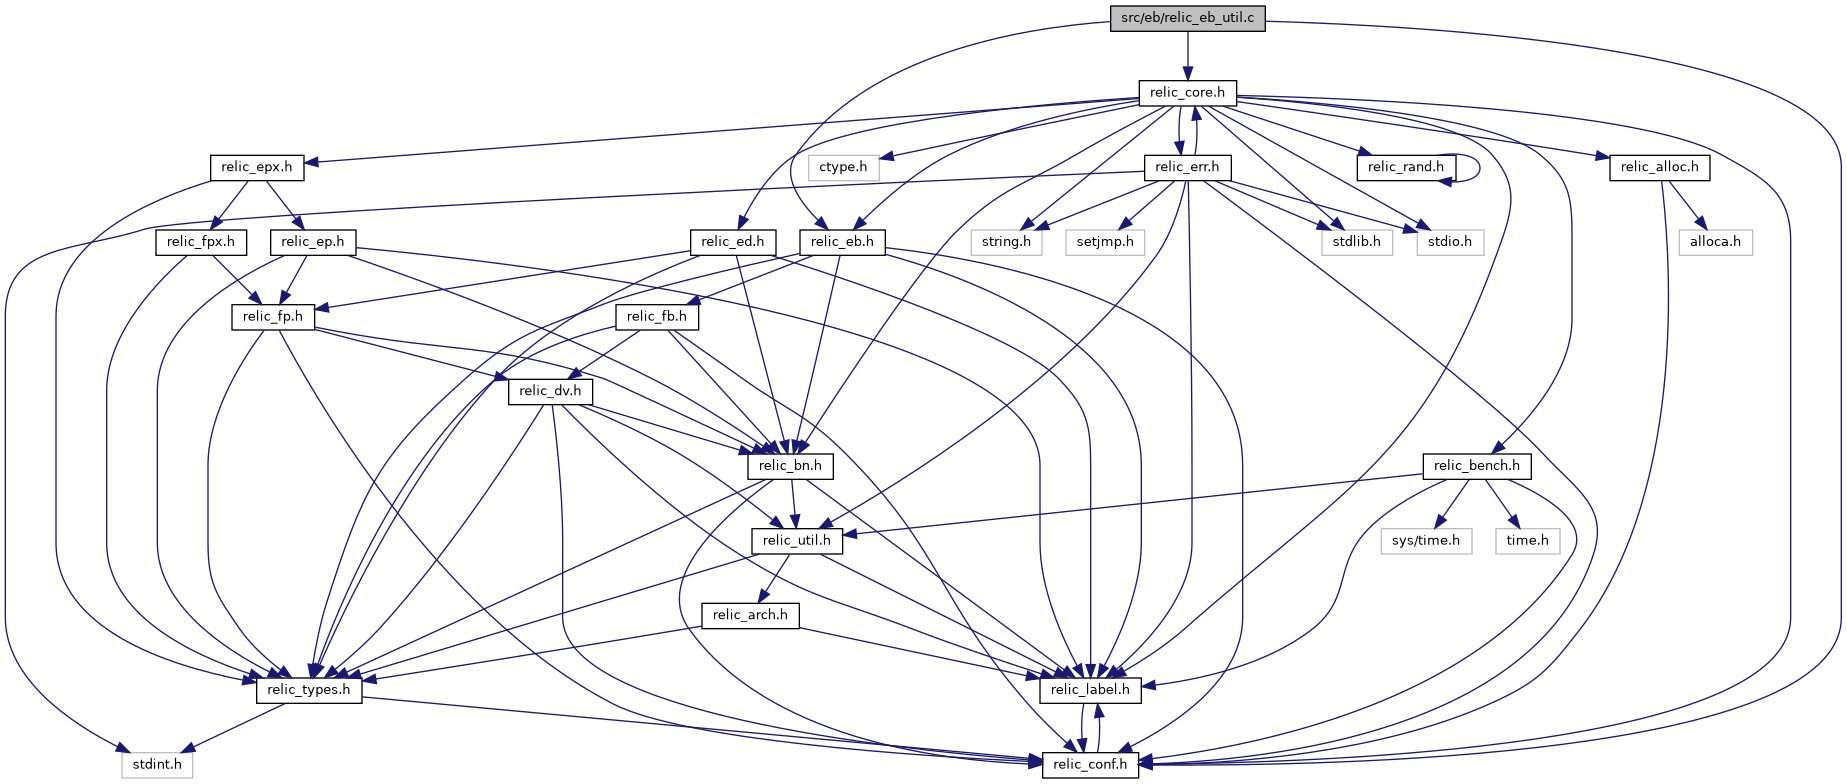 src/eb/relic_eb_util.c
relic_core.h
relic_epx.h
ctype.h
relic_err.h
relic_rand.h
relic_alloc.h
relic_fpx.h
relic_ep.h
relic_ed.h
relic_eb.h
string.h
setjmp.h
stdlib.h
stdio.h
alloca.h
relic_fp.h
relic_fb.h
relic_dv.h
relic_bn.h
relic_bench.h
relic_util.h
sys/time.h
time.h
relic_arch.h
relic_types.h
relic_label.h
stdint.h
relic_conf.h